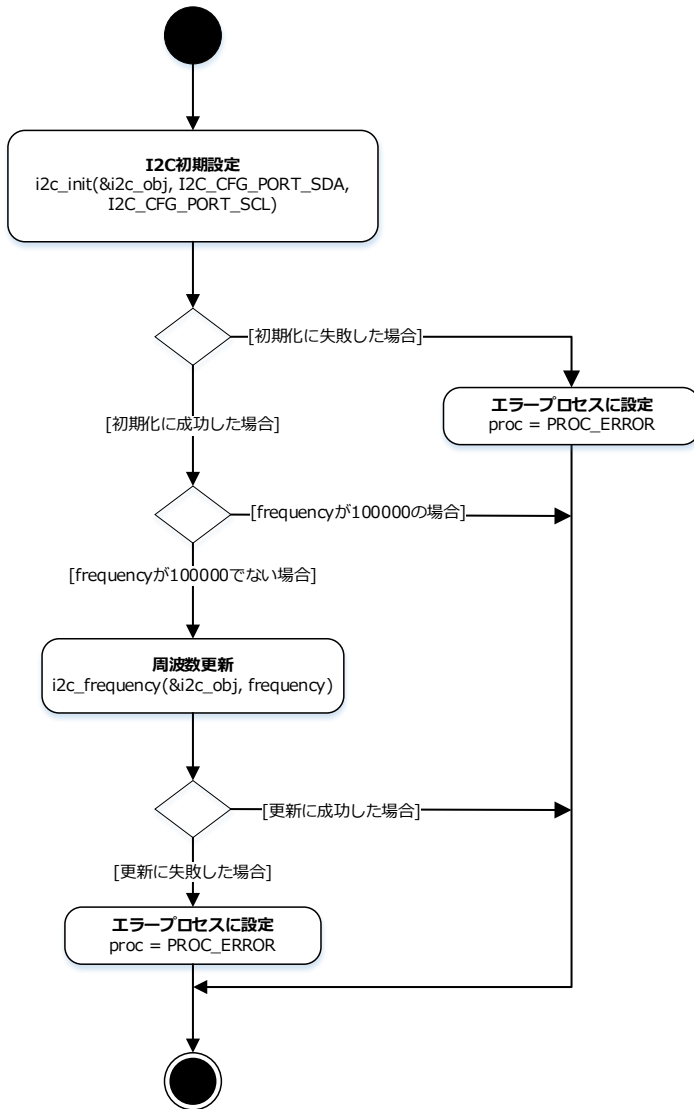 I2C初期設定
i2c_init(&i2c_obj, I2C_CFG_PORT_SDA,
I2C_CFG_PORT_SCL)
[初期化に失敗した場合]
エラープロセスに設定
proc = PROC_ERROR
[初期化に成功した場合]
[frequencyが100000の場合]
[frequencyが100000でない場合]
周波数更新
i2c_frequency(&i2c_obj, frequency)
[更新に成功した場合]
[更新に失敗した場合]
エラープロセスに設定
proc = PROC_ERROR